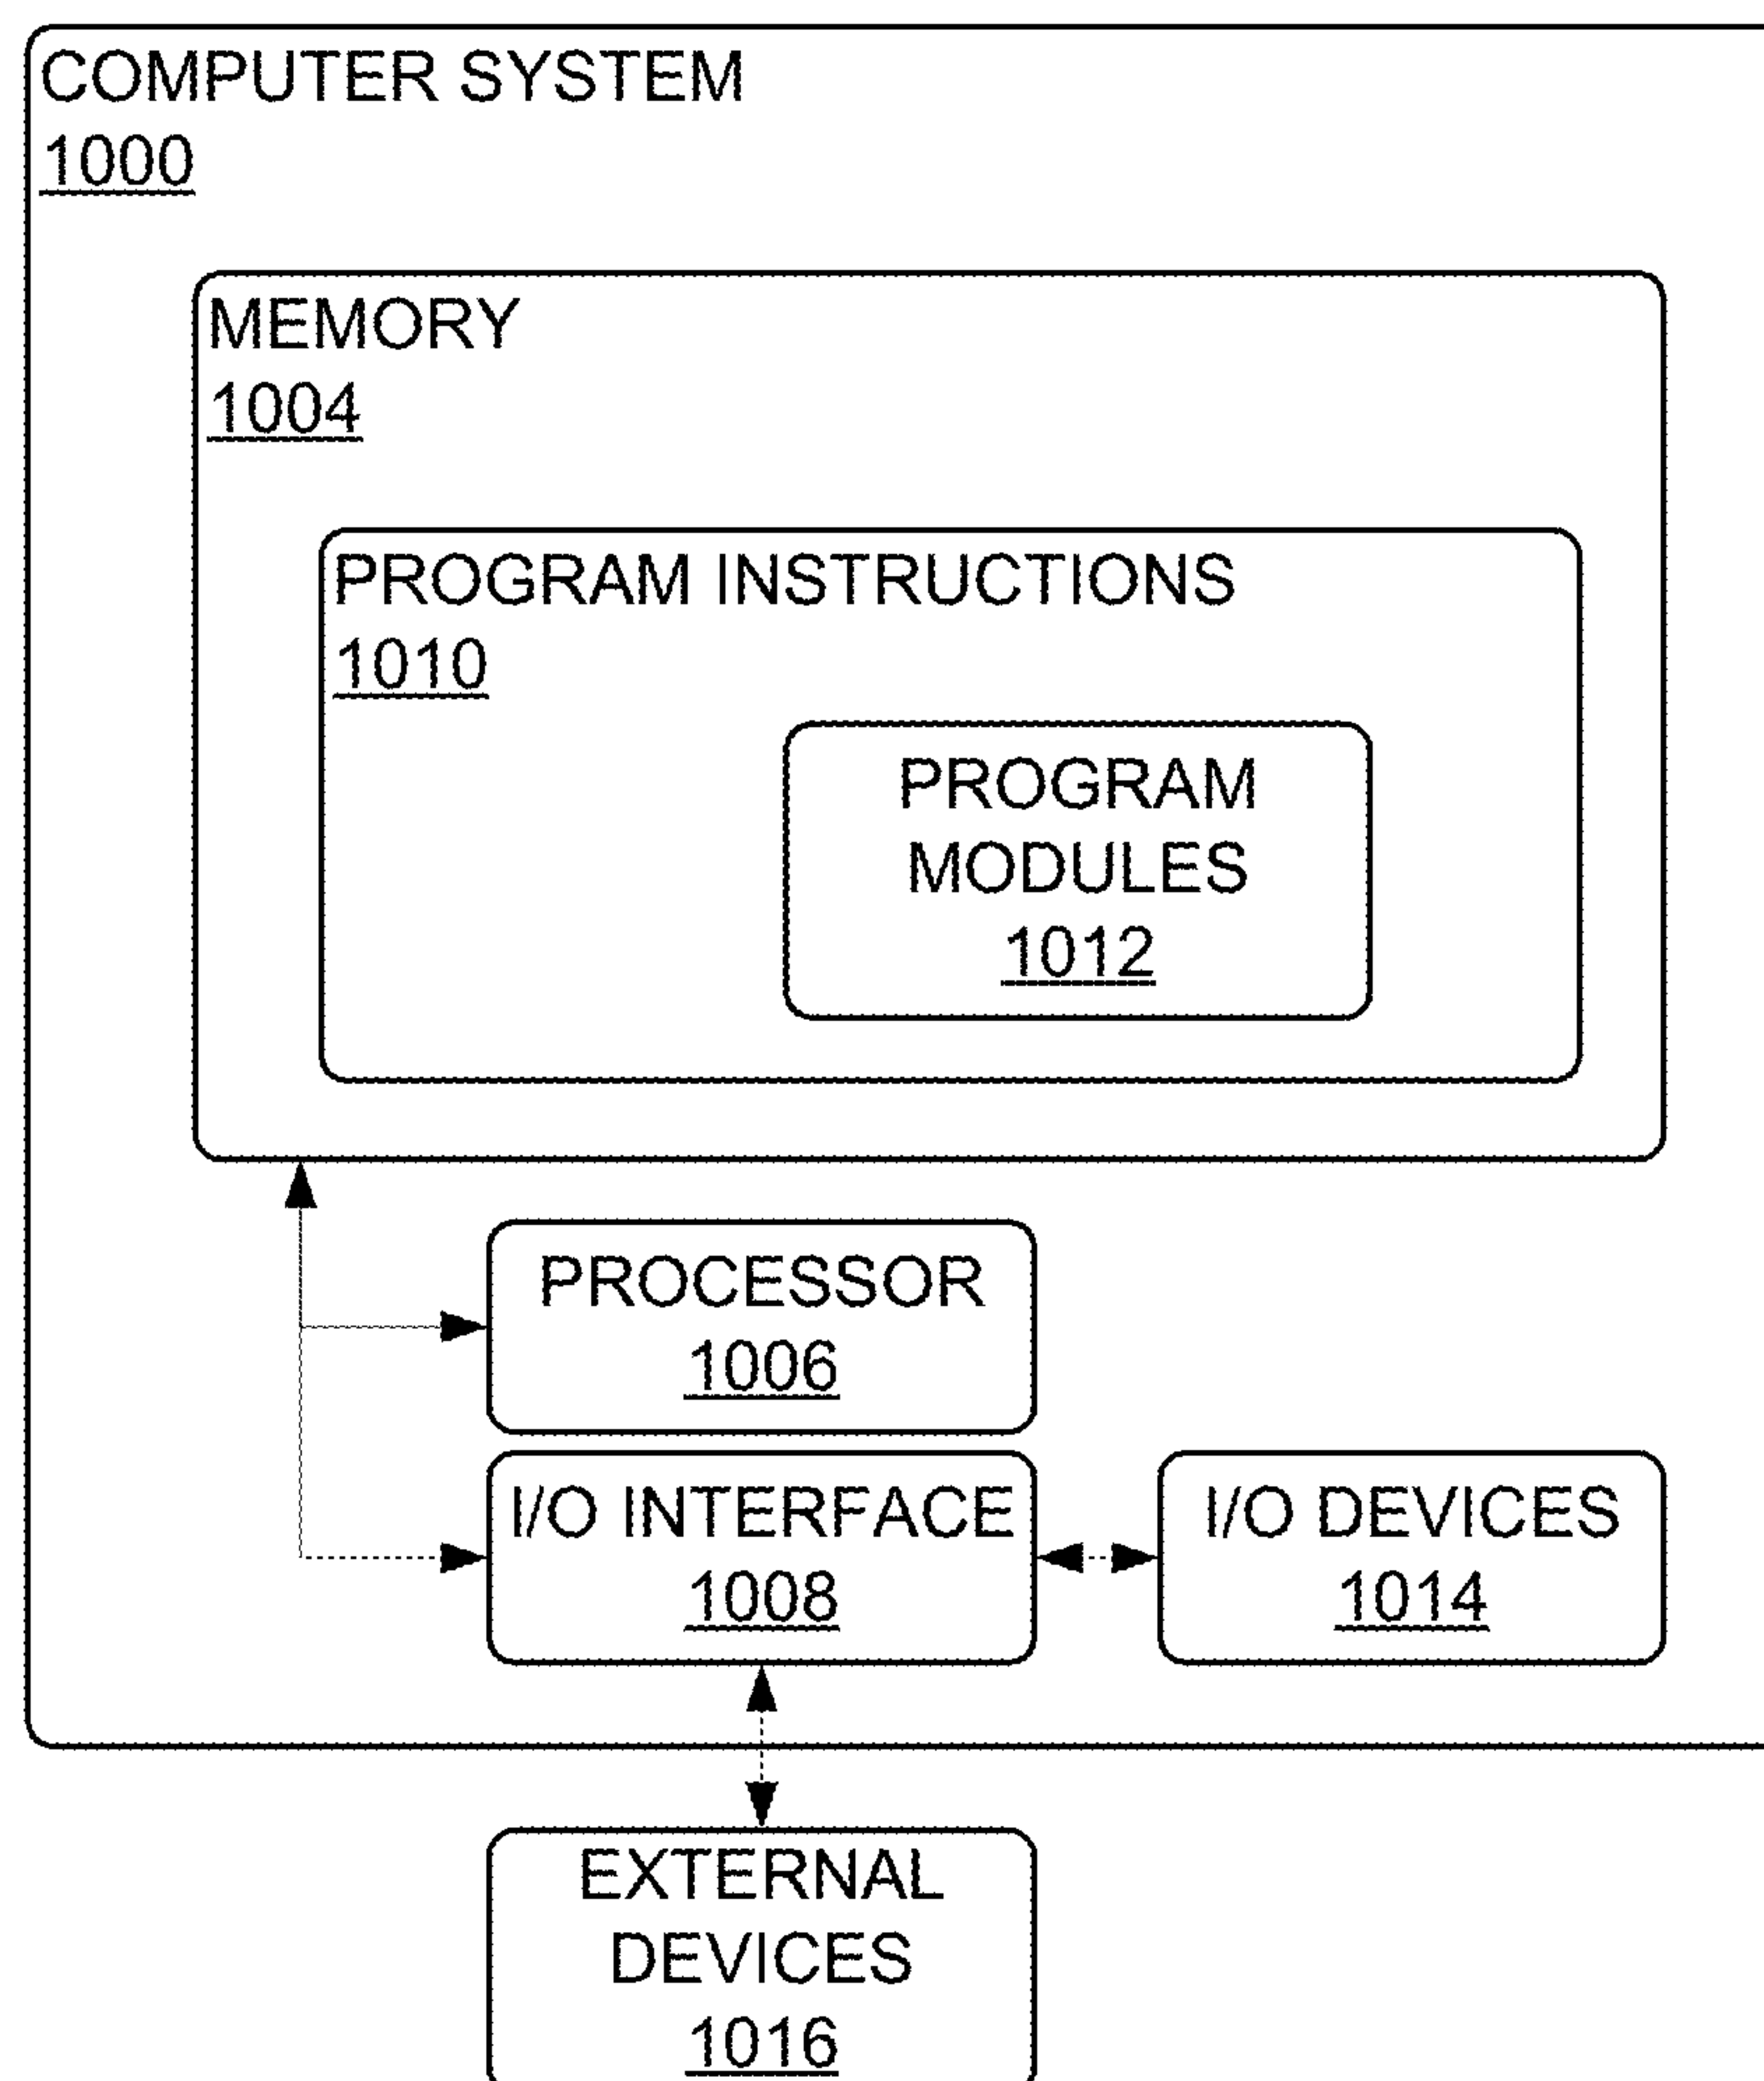 COMPUTER SYSTEM
1000
MEMORY
1004
PROGRAM INSTRUCTIONS
1010
PROGRAM
MODULES
1012
PROCESSOR
1006
I/O INTERFACE
1008
I/O DEVICES
1014
EXTERNAL
DEVICES
1016